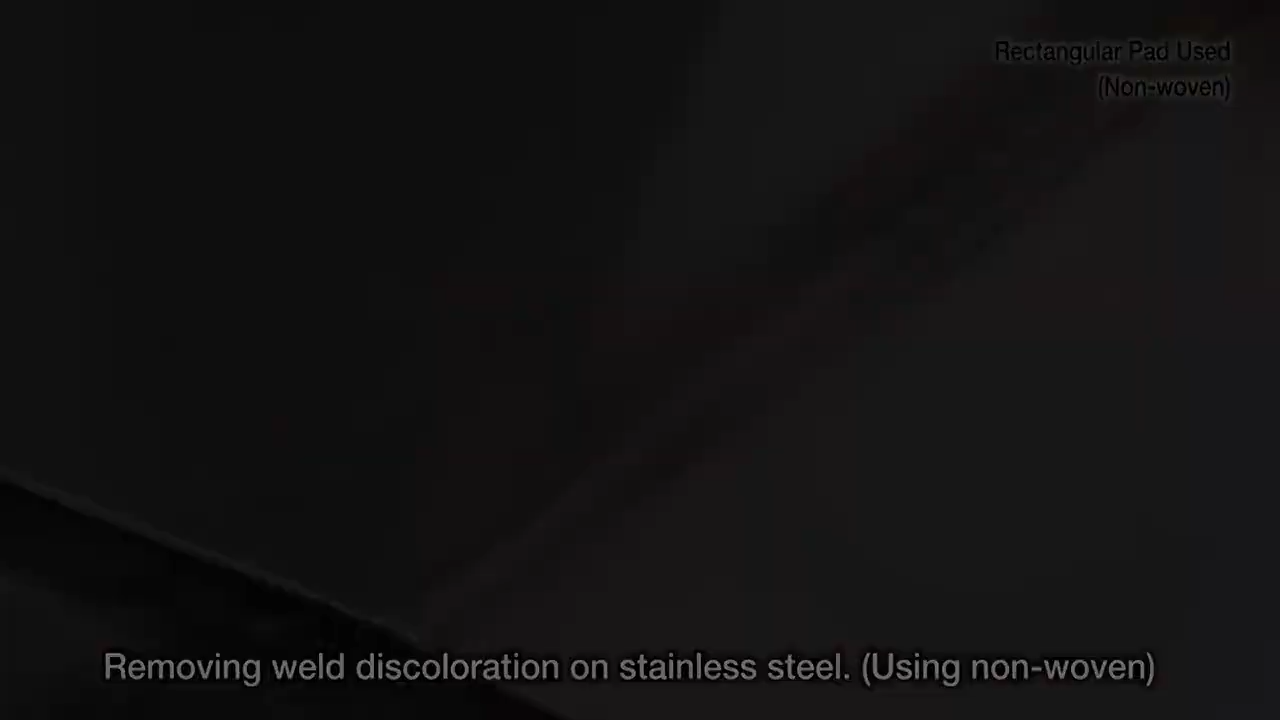 Rectangular Pad Used
(Non-woven)
Removing weld discoloration on stainless steel. (Using non-woven)